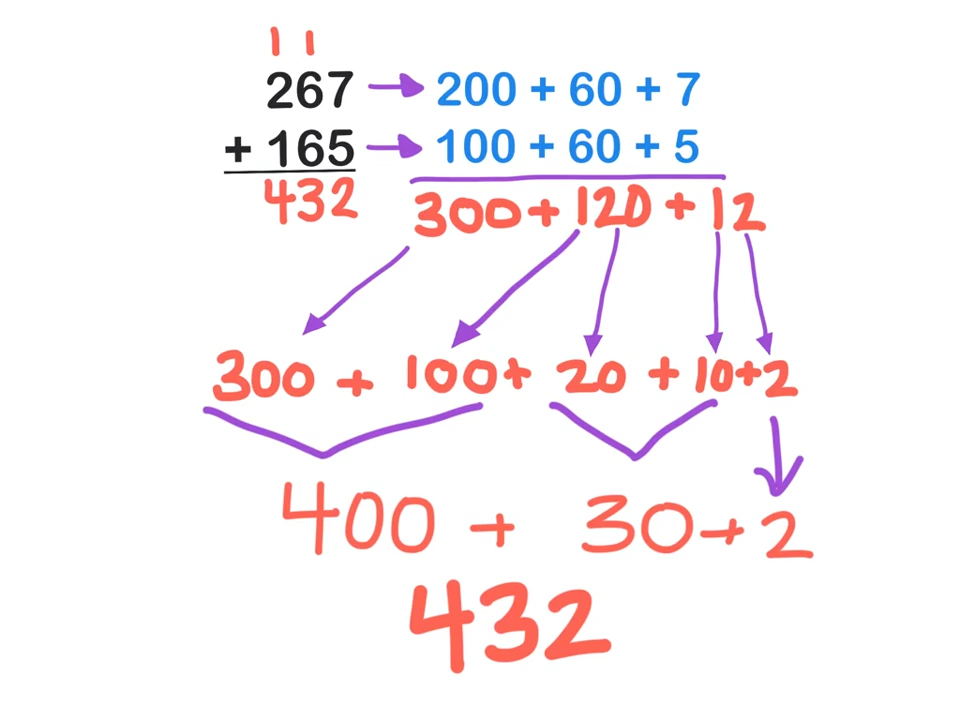 1 1
267 → 200 + 60 + 7
+ 165 → 100 + 60 + 5
432 300 + 120 + 12
300 + 100 + 20 + 10 + 2
400 + 30 + 2
432